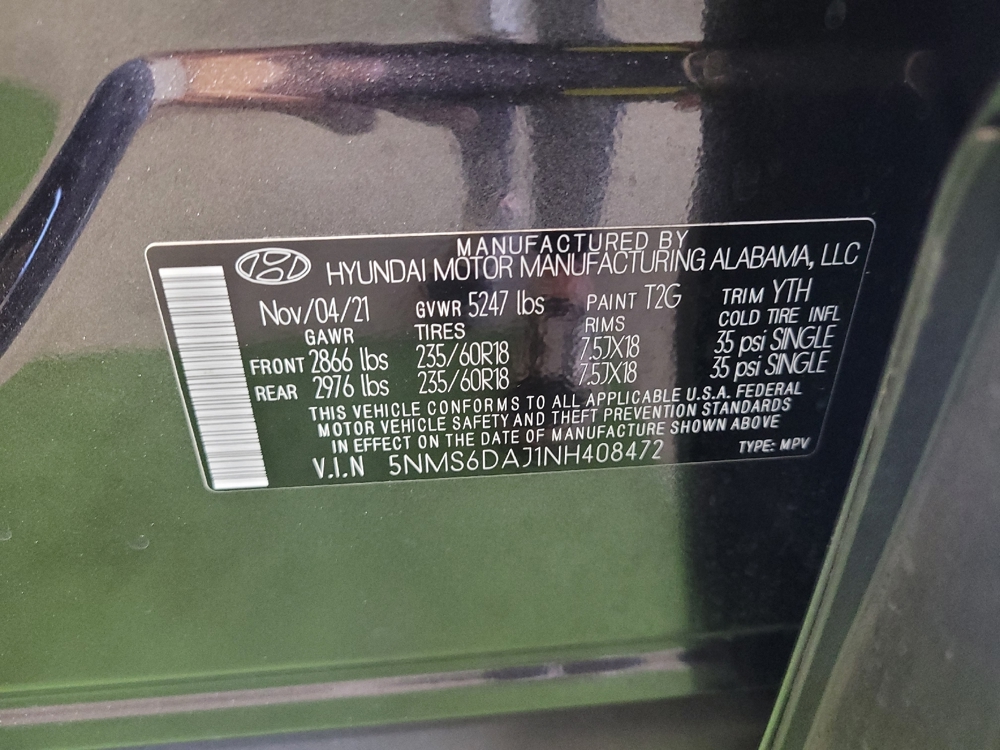 MANUFACTURED BY
HYUNDAI MOTOR MANUFACTURING ALABAMA, LLC
Nov/04/21 GVWR 5247 lbs PAINT T2G TRIM YTH
GAWR TIRES RIMS COLD TIRE INFL
FRONT 2866 lbs 235/60R18 7.5JX18 35 psi SINGLE
REAR 2976 lbs 235/60R18 7.5JX18 35 psi SINGLE
THIS VEHICLE CONFORMS TO ALL APPLICABLE U.S.A. FEDERAL
MOTOR VEHICLE SAFETY AND THEFT PREVENTION STANDARDS
IN EFFECT ON THE DATE OF MANUFACTURE SHOWN ABOVE
V.I.N 5NMS6DAJ1NH408472 TYPE: MPV